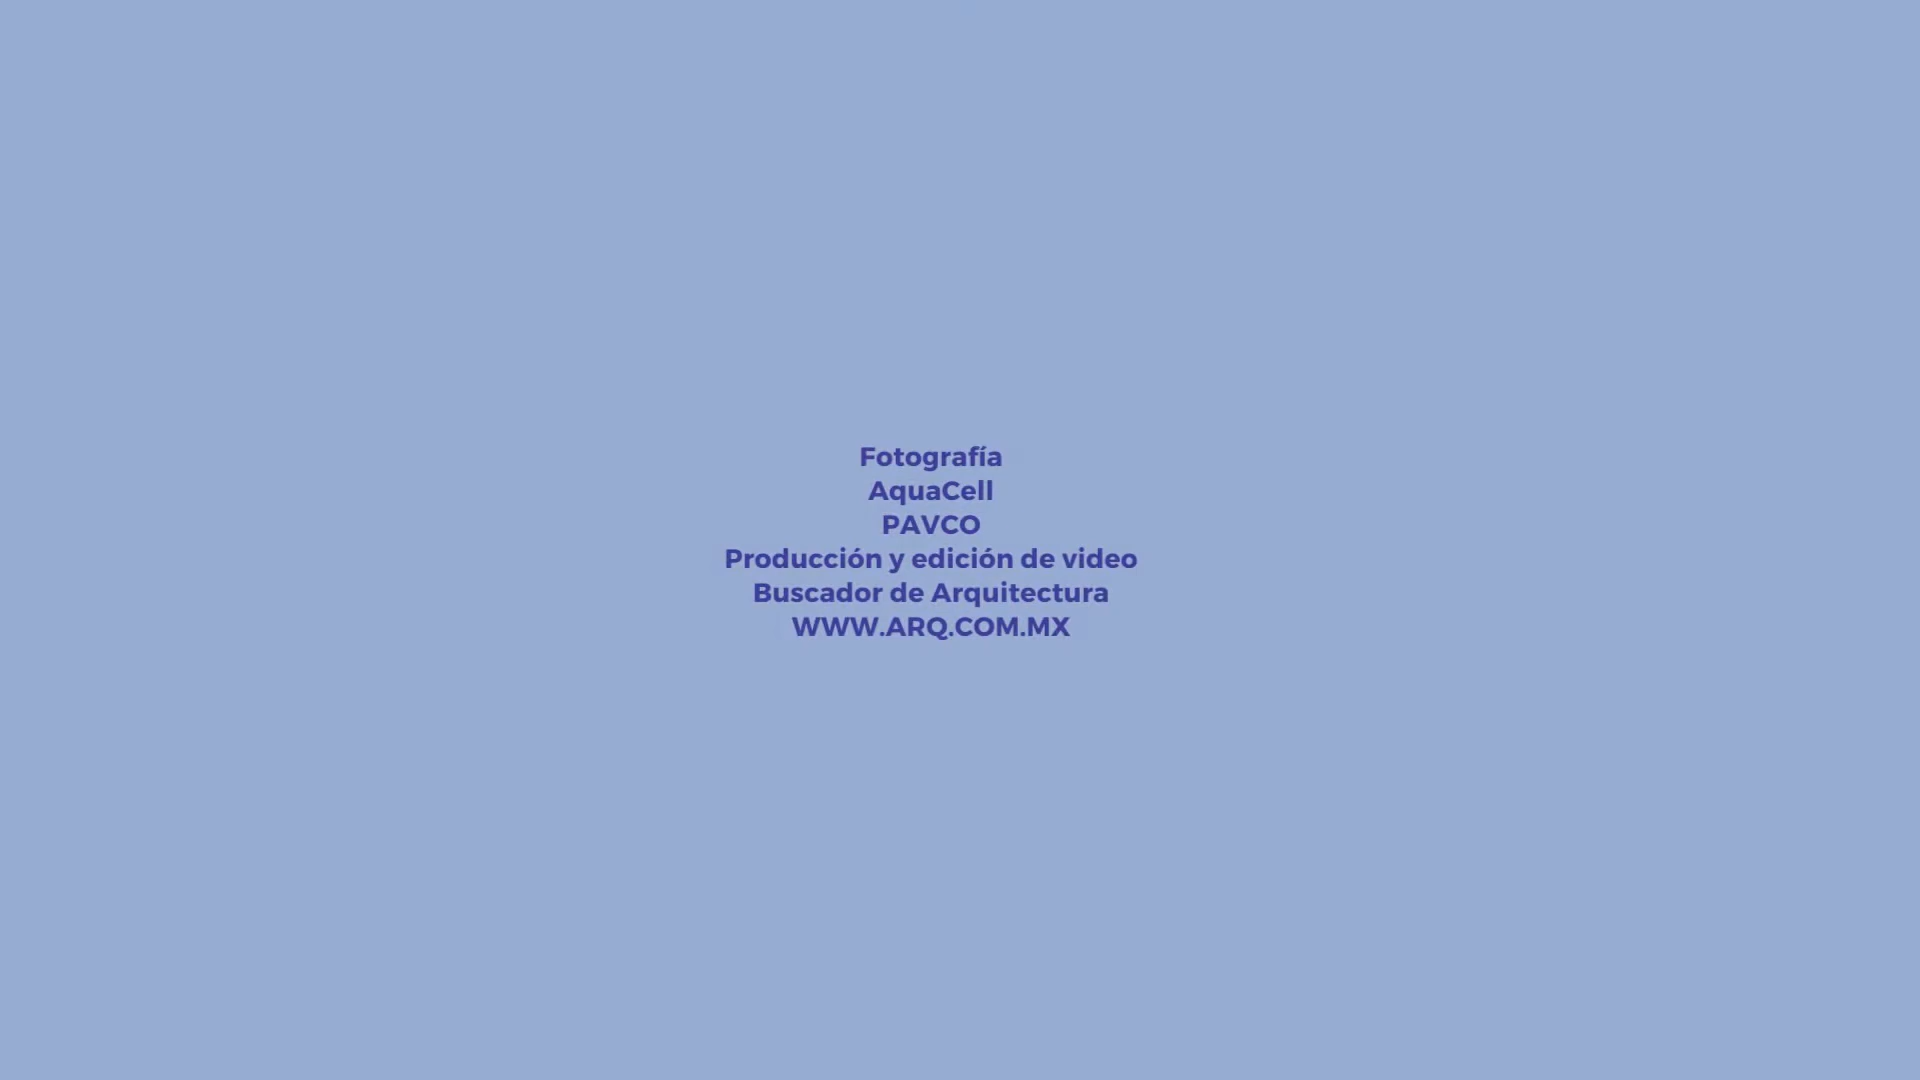 Fotografía
AquaCell
PAVCO
Producción y edición de video
Buscador de Arquitectura
WWW.ARQ.COM.MX